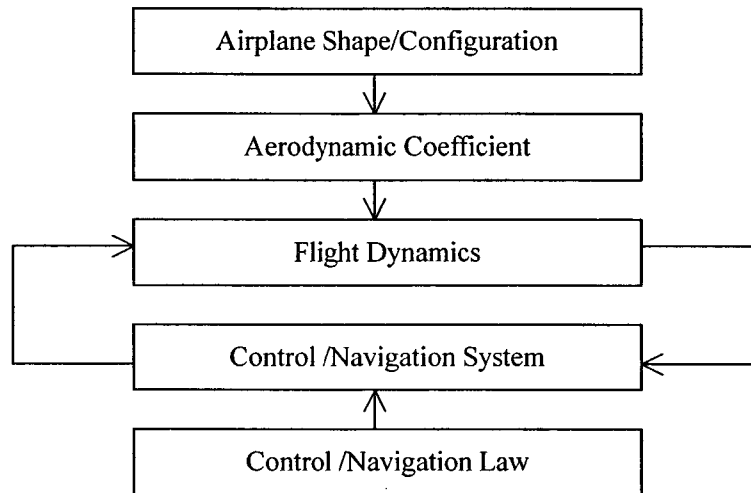 Airplane Shape/Configuration
Aerodynamic Coefficient
Flight Dynamics
Control /Navigation System
Control /Navigation Law